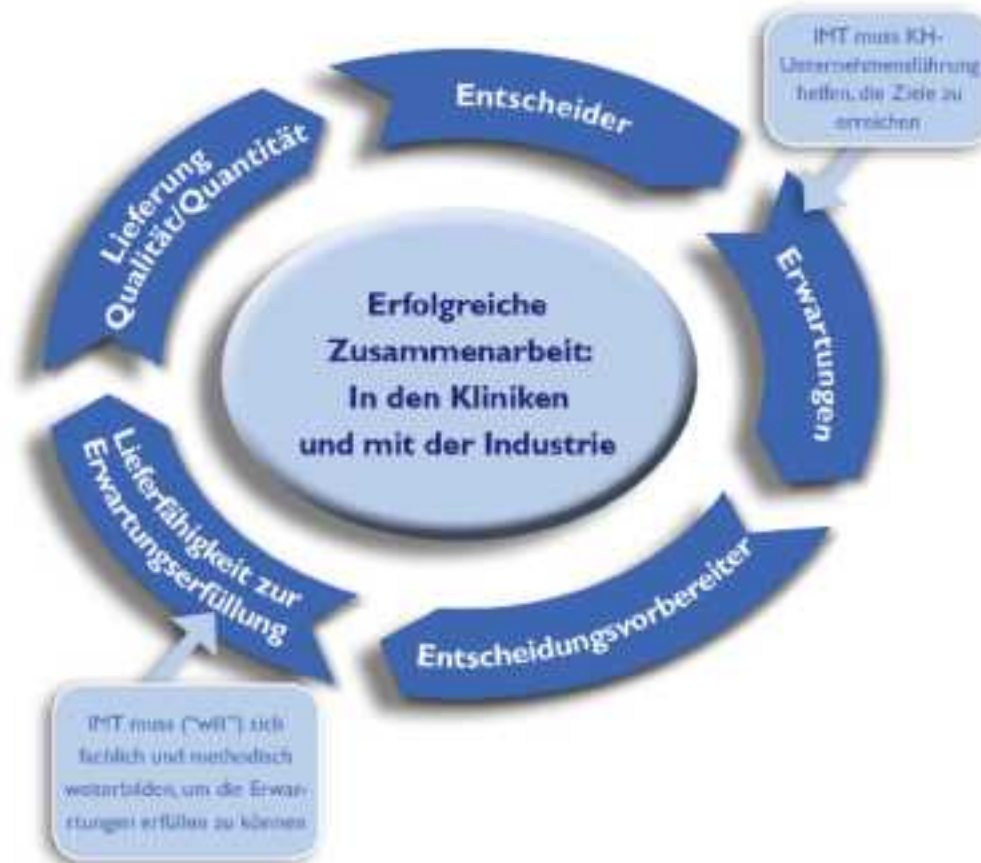 Entscheider
IMT muss KH-
Unternehmensführung
helfen, die Ziele zu
erreichen
Erwartungen
Entscheidungsvorbereiter
Lieferfähigkeit zur
Erwartungserfüllung
IMT muss (“will”) sich
fachlich und methodisch
weiterbilden, um die Erwar-
tungen erfüllen zu können
Lieferung
Qualität/Quantität
Erfolgreiche
Zusammenarbeit:
In den Kliniken
und mit der Industrie